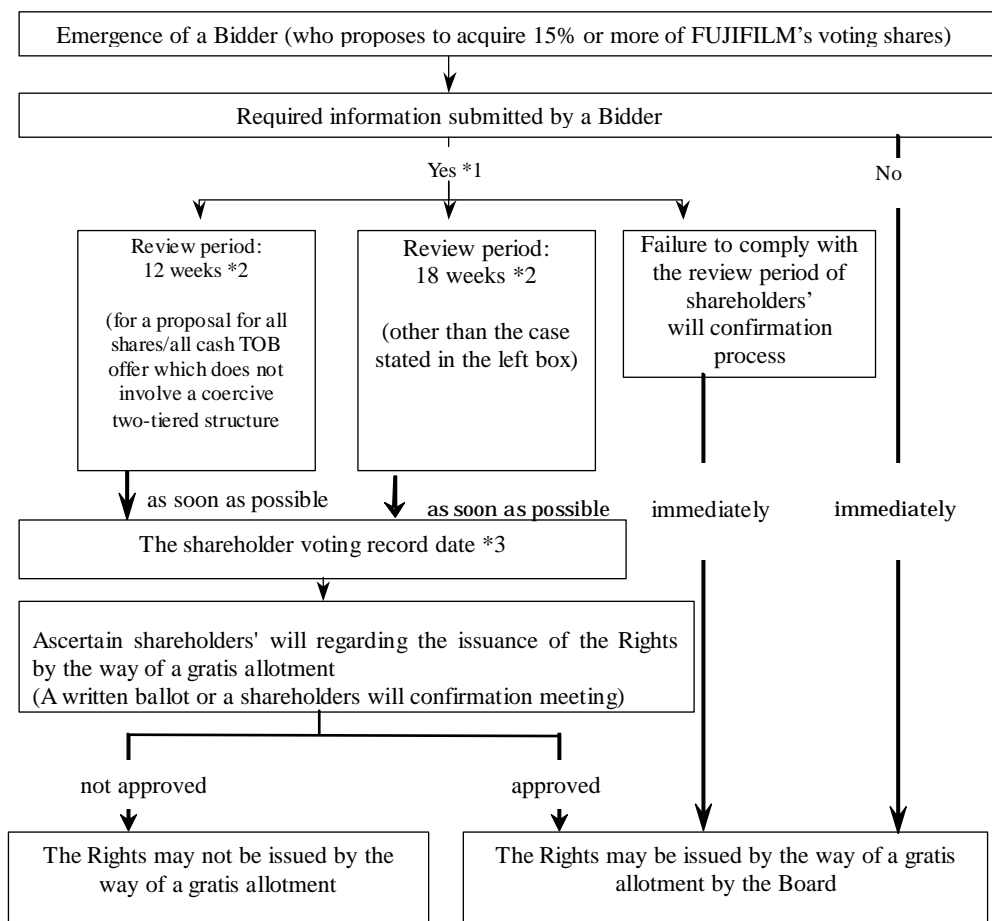 Emergence of a Bidder (who proposes to acquire 15% or more of FUJIFILM’s voting shares)
Required information submitted by a Bidder
Yes *1
No
Review period:
12 weeks *2
(for a proposal for all
shares/all cash TOB
offer which does not
involve a coercive
two-tiered structure
Review period:
18 weeks *2
(other than the case
stated in the left box)
Failure to comply with
the review period of
shareholders’
will confirmation
process
as soon as possible
as soon as possible
immediately
immediately
The shareholder voting record date *3
Ascertain shareholders' will regarding the issuance of the Rights
by the way of a gratis allotment
(A written ballot or a shareholders will confirmation meeting)
not approved
approved
The Rights may not be issued by the
way of a gratis allotment
The Rights may be issued by the way of a gratis
allotment by the Board